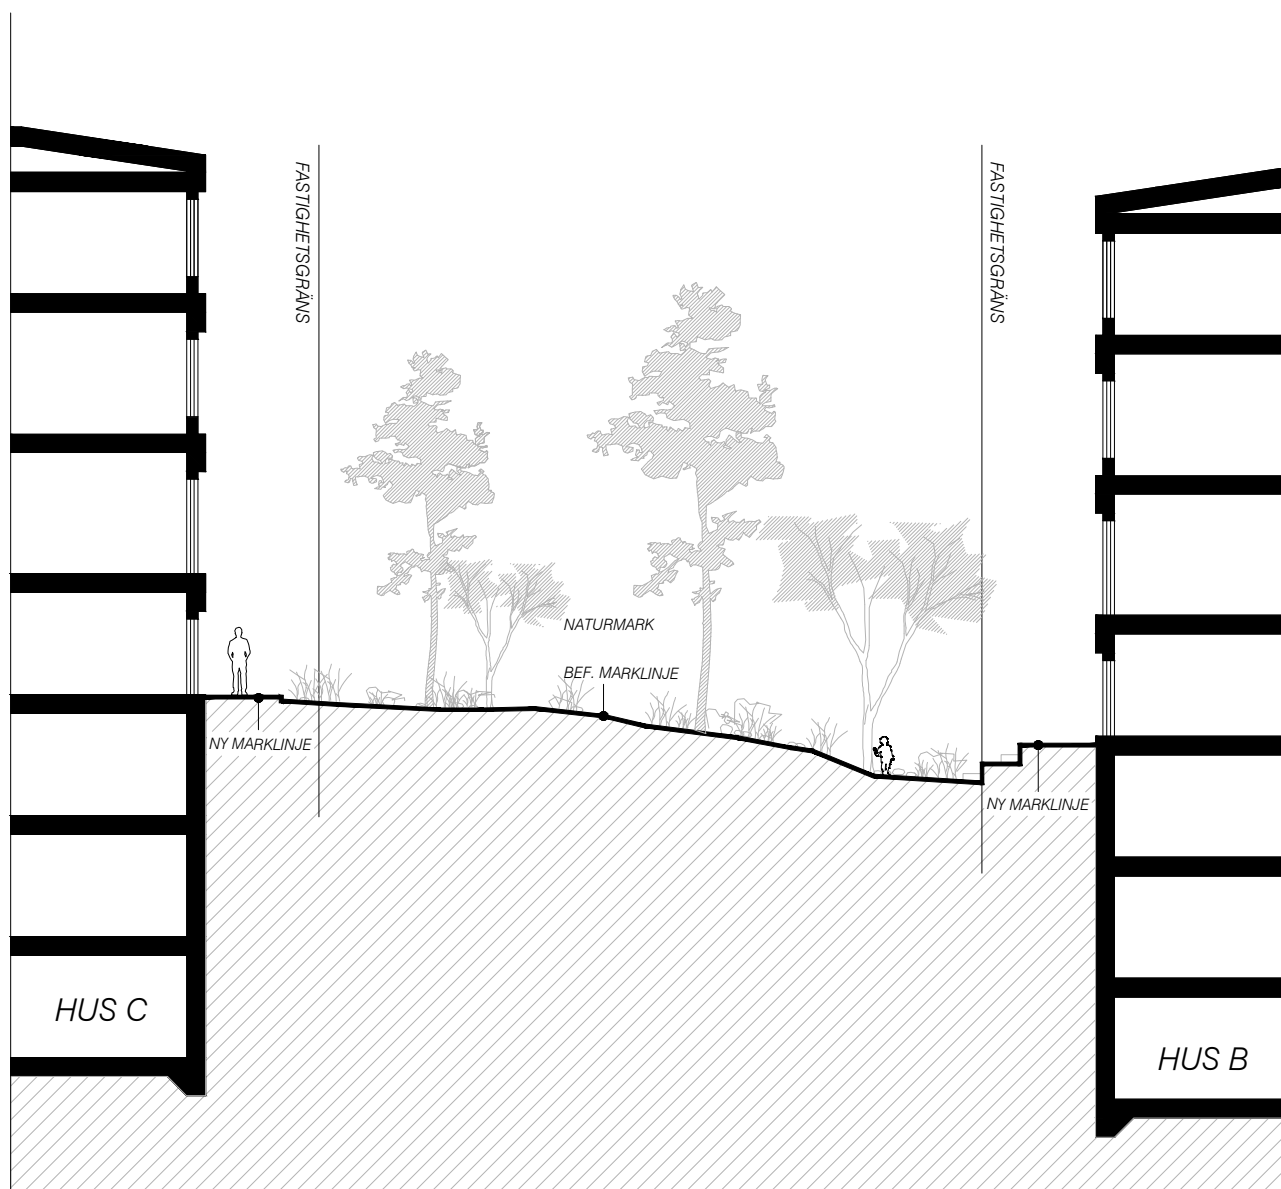 FASTIGHETSGRÄNS
FASTIGHETSGRÄNS
NATURMARK
BEF. MARKLINJE
NY MARKLINJE
NY MARKLINJE
HUS C
HUS B